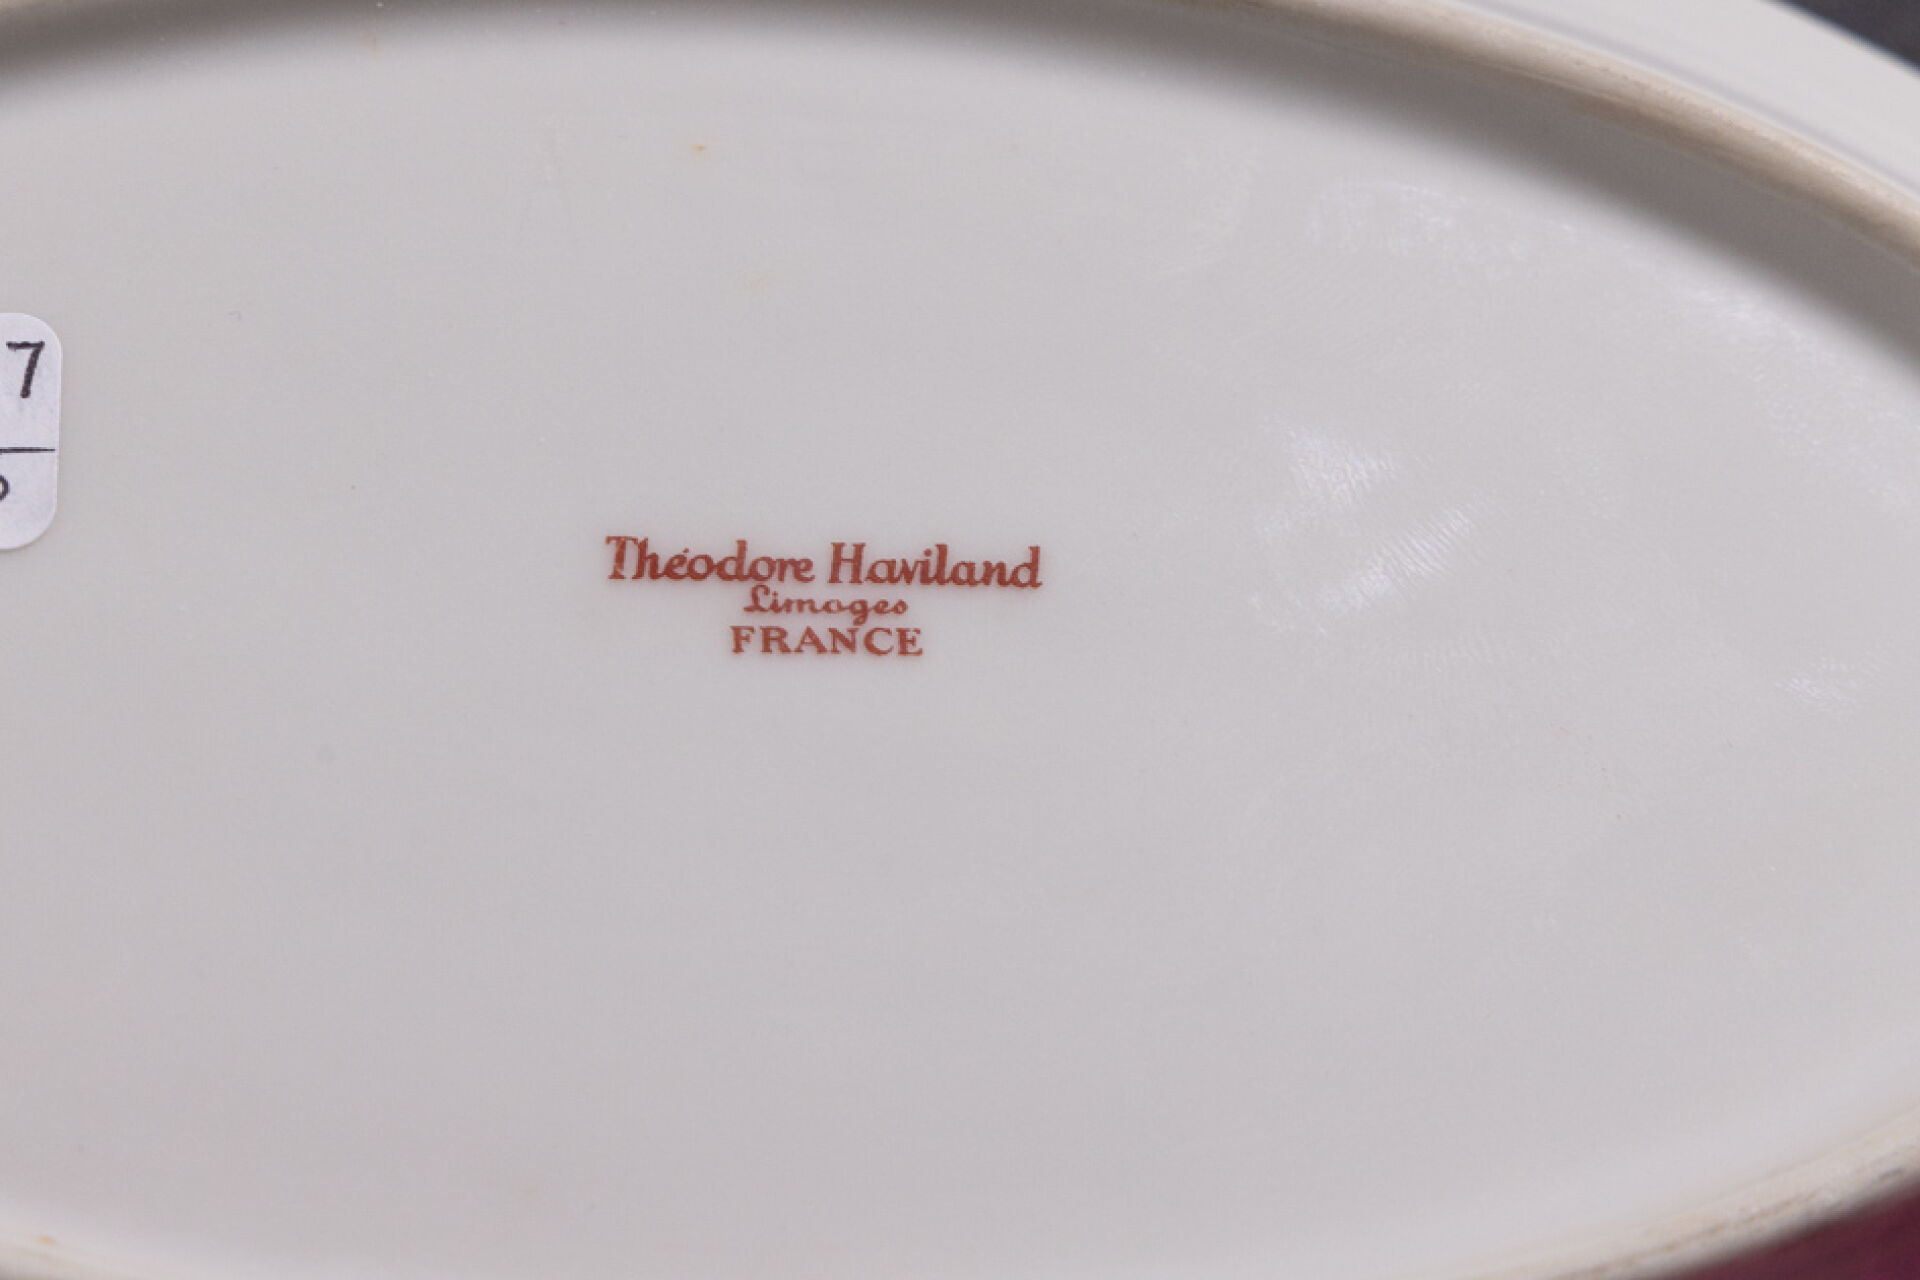 7
Théodore Haviland
Limoges
FRANCE